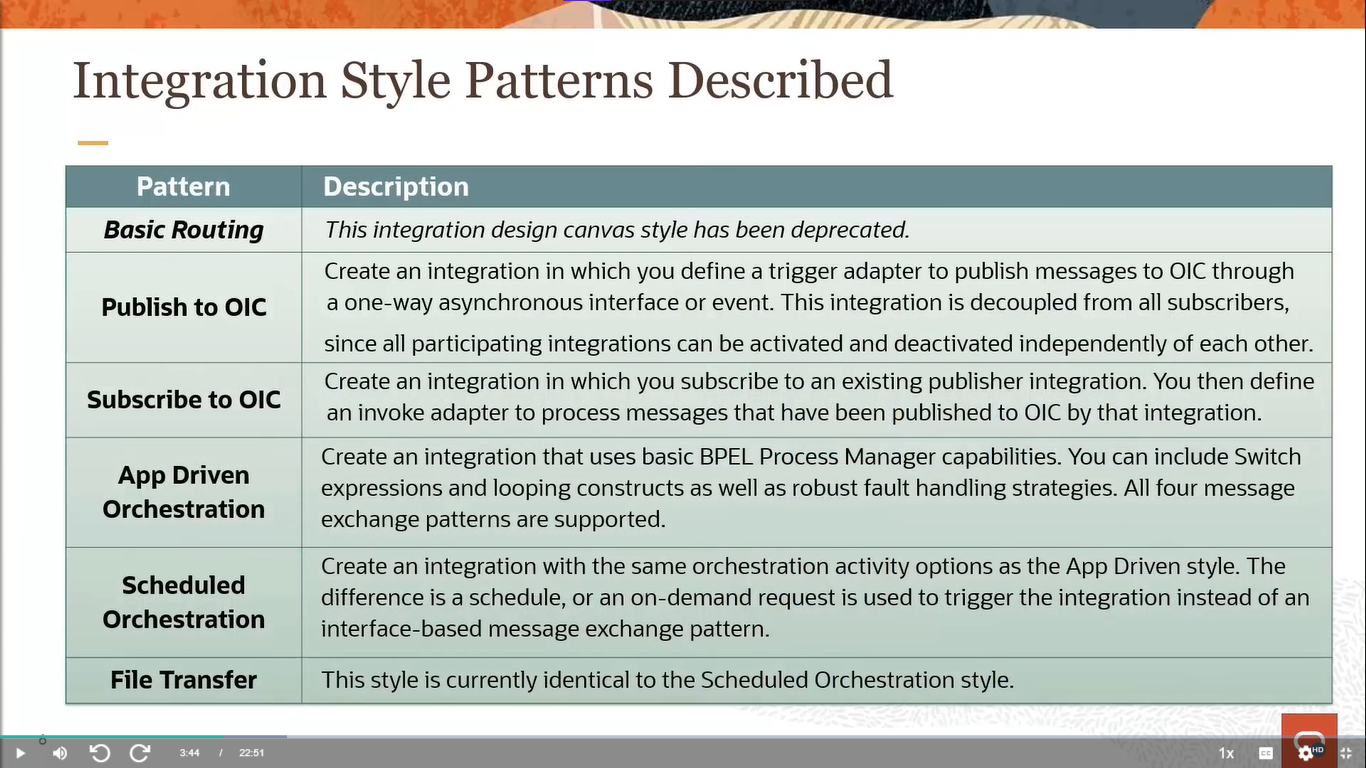 Integration Style Patterns Described
Pattern
Description
Basic Routing
This integration design canvas style has been deprecated.
Publish to OIC
Create an integration in which you define a trigger adapter to publish messages to OIC through
a one-way asynchronous interface or event. This integration is decoupled from all subscribers,
since all participating integrations can be activated and deactivated independently of each other.
Subscribe to OIC
Create an integration in which you subscribe to an existing publisher integration. You then define
an invoke adapter to process messages that have been published to OIC by that integration.
App Driven
Orchestration
Create an integration that uses basic BPEL Process Manager capabilities. You can include Switch
expressions and looping constructs as well as robust fault handling strategies. All four message
exchange patterns are supported.
Scheduled
Orchestration
Create an integration with the same orchestration activity options as the App Driven style. The
difference is a schedule, or an on-demand request is used to trigger the integration instead of an
interface-based message exchange pattern.
File Transfer
This style is currently identical to the Scheduled Orchestration style.
3:44 / 22:51
1x
CC
HD